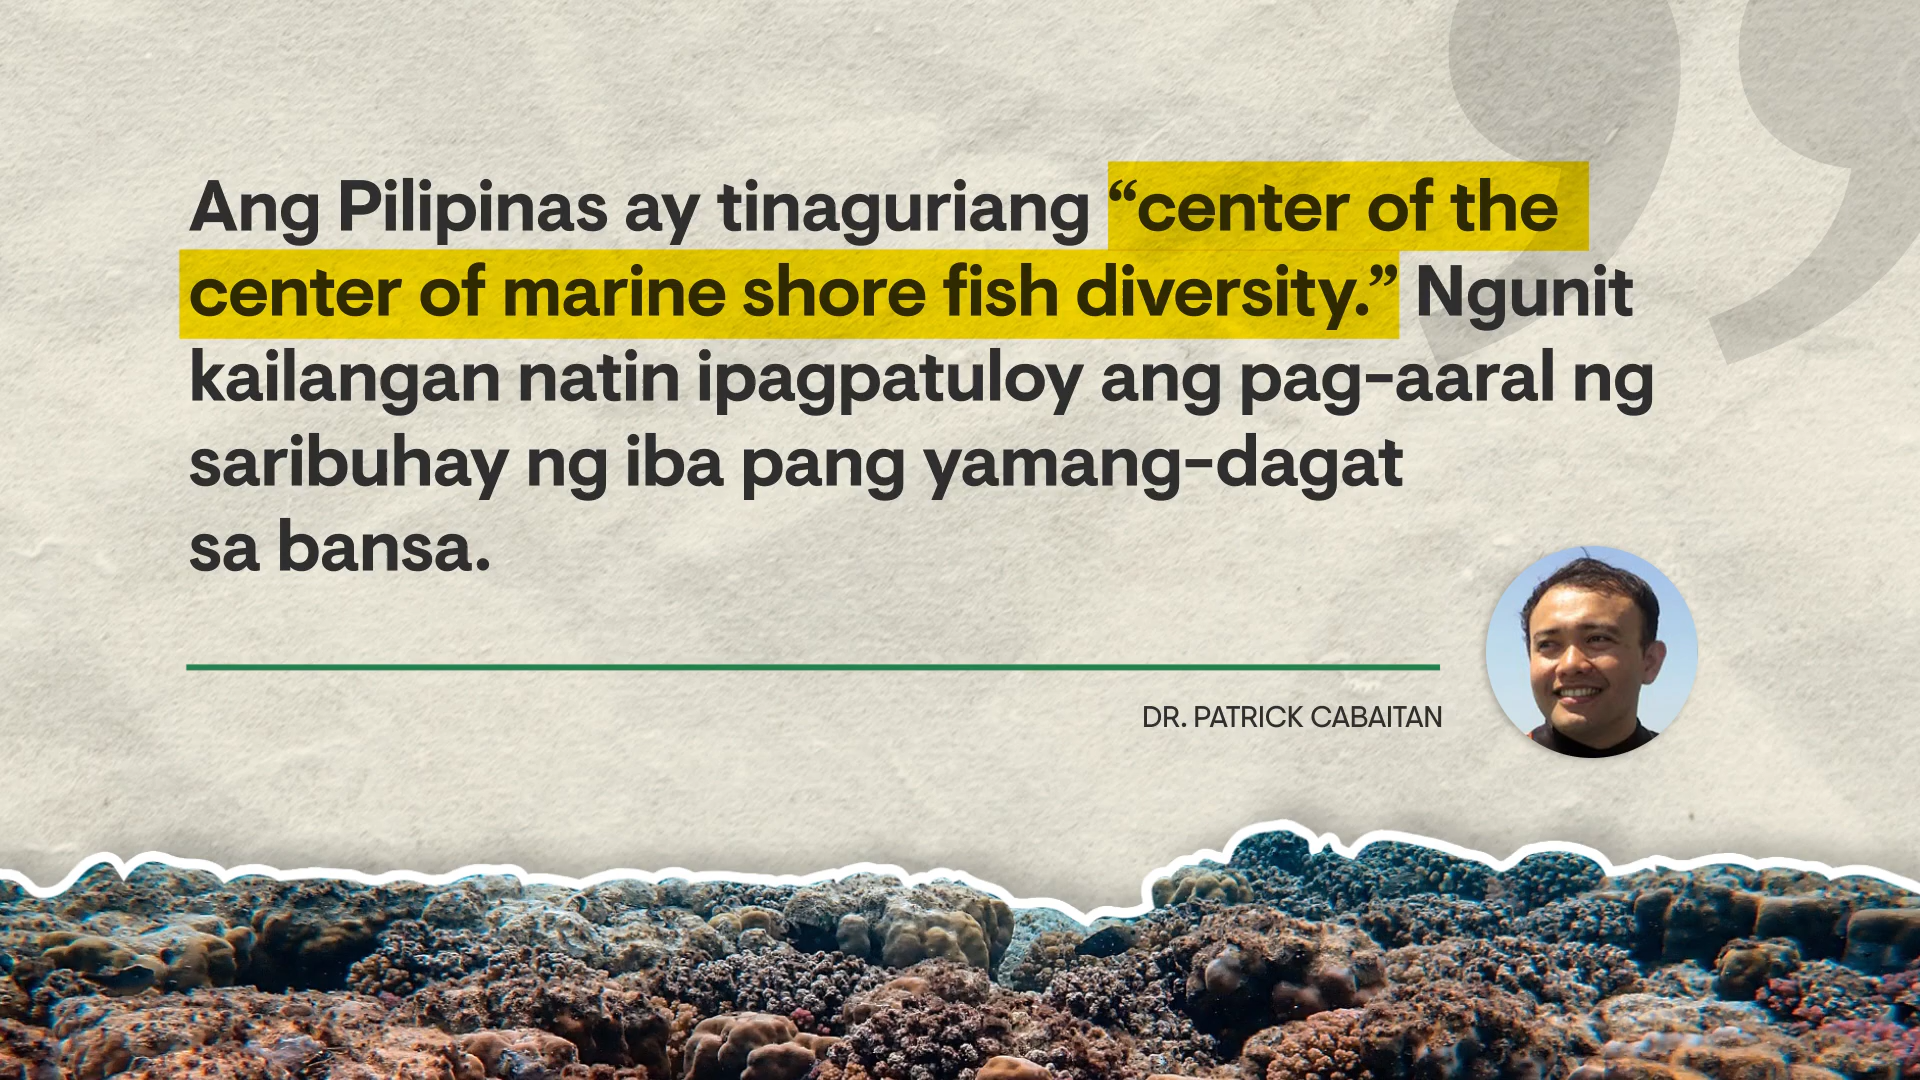 Ang Pilipinas ay tinaguriang “center of the
center of marine shore fish diversity.” Ngunit
kailangan natin ipagpatuloy ang pag-aaral ng
saribuhay ng iba pang yamang-dagat
sa bansa.
DR. PATRICK CABAITAN